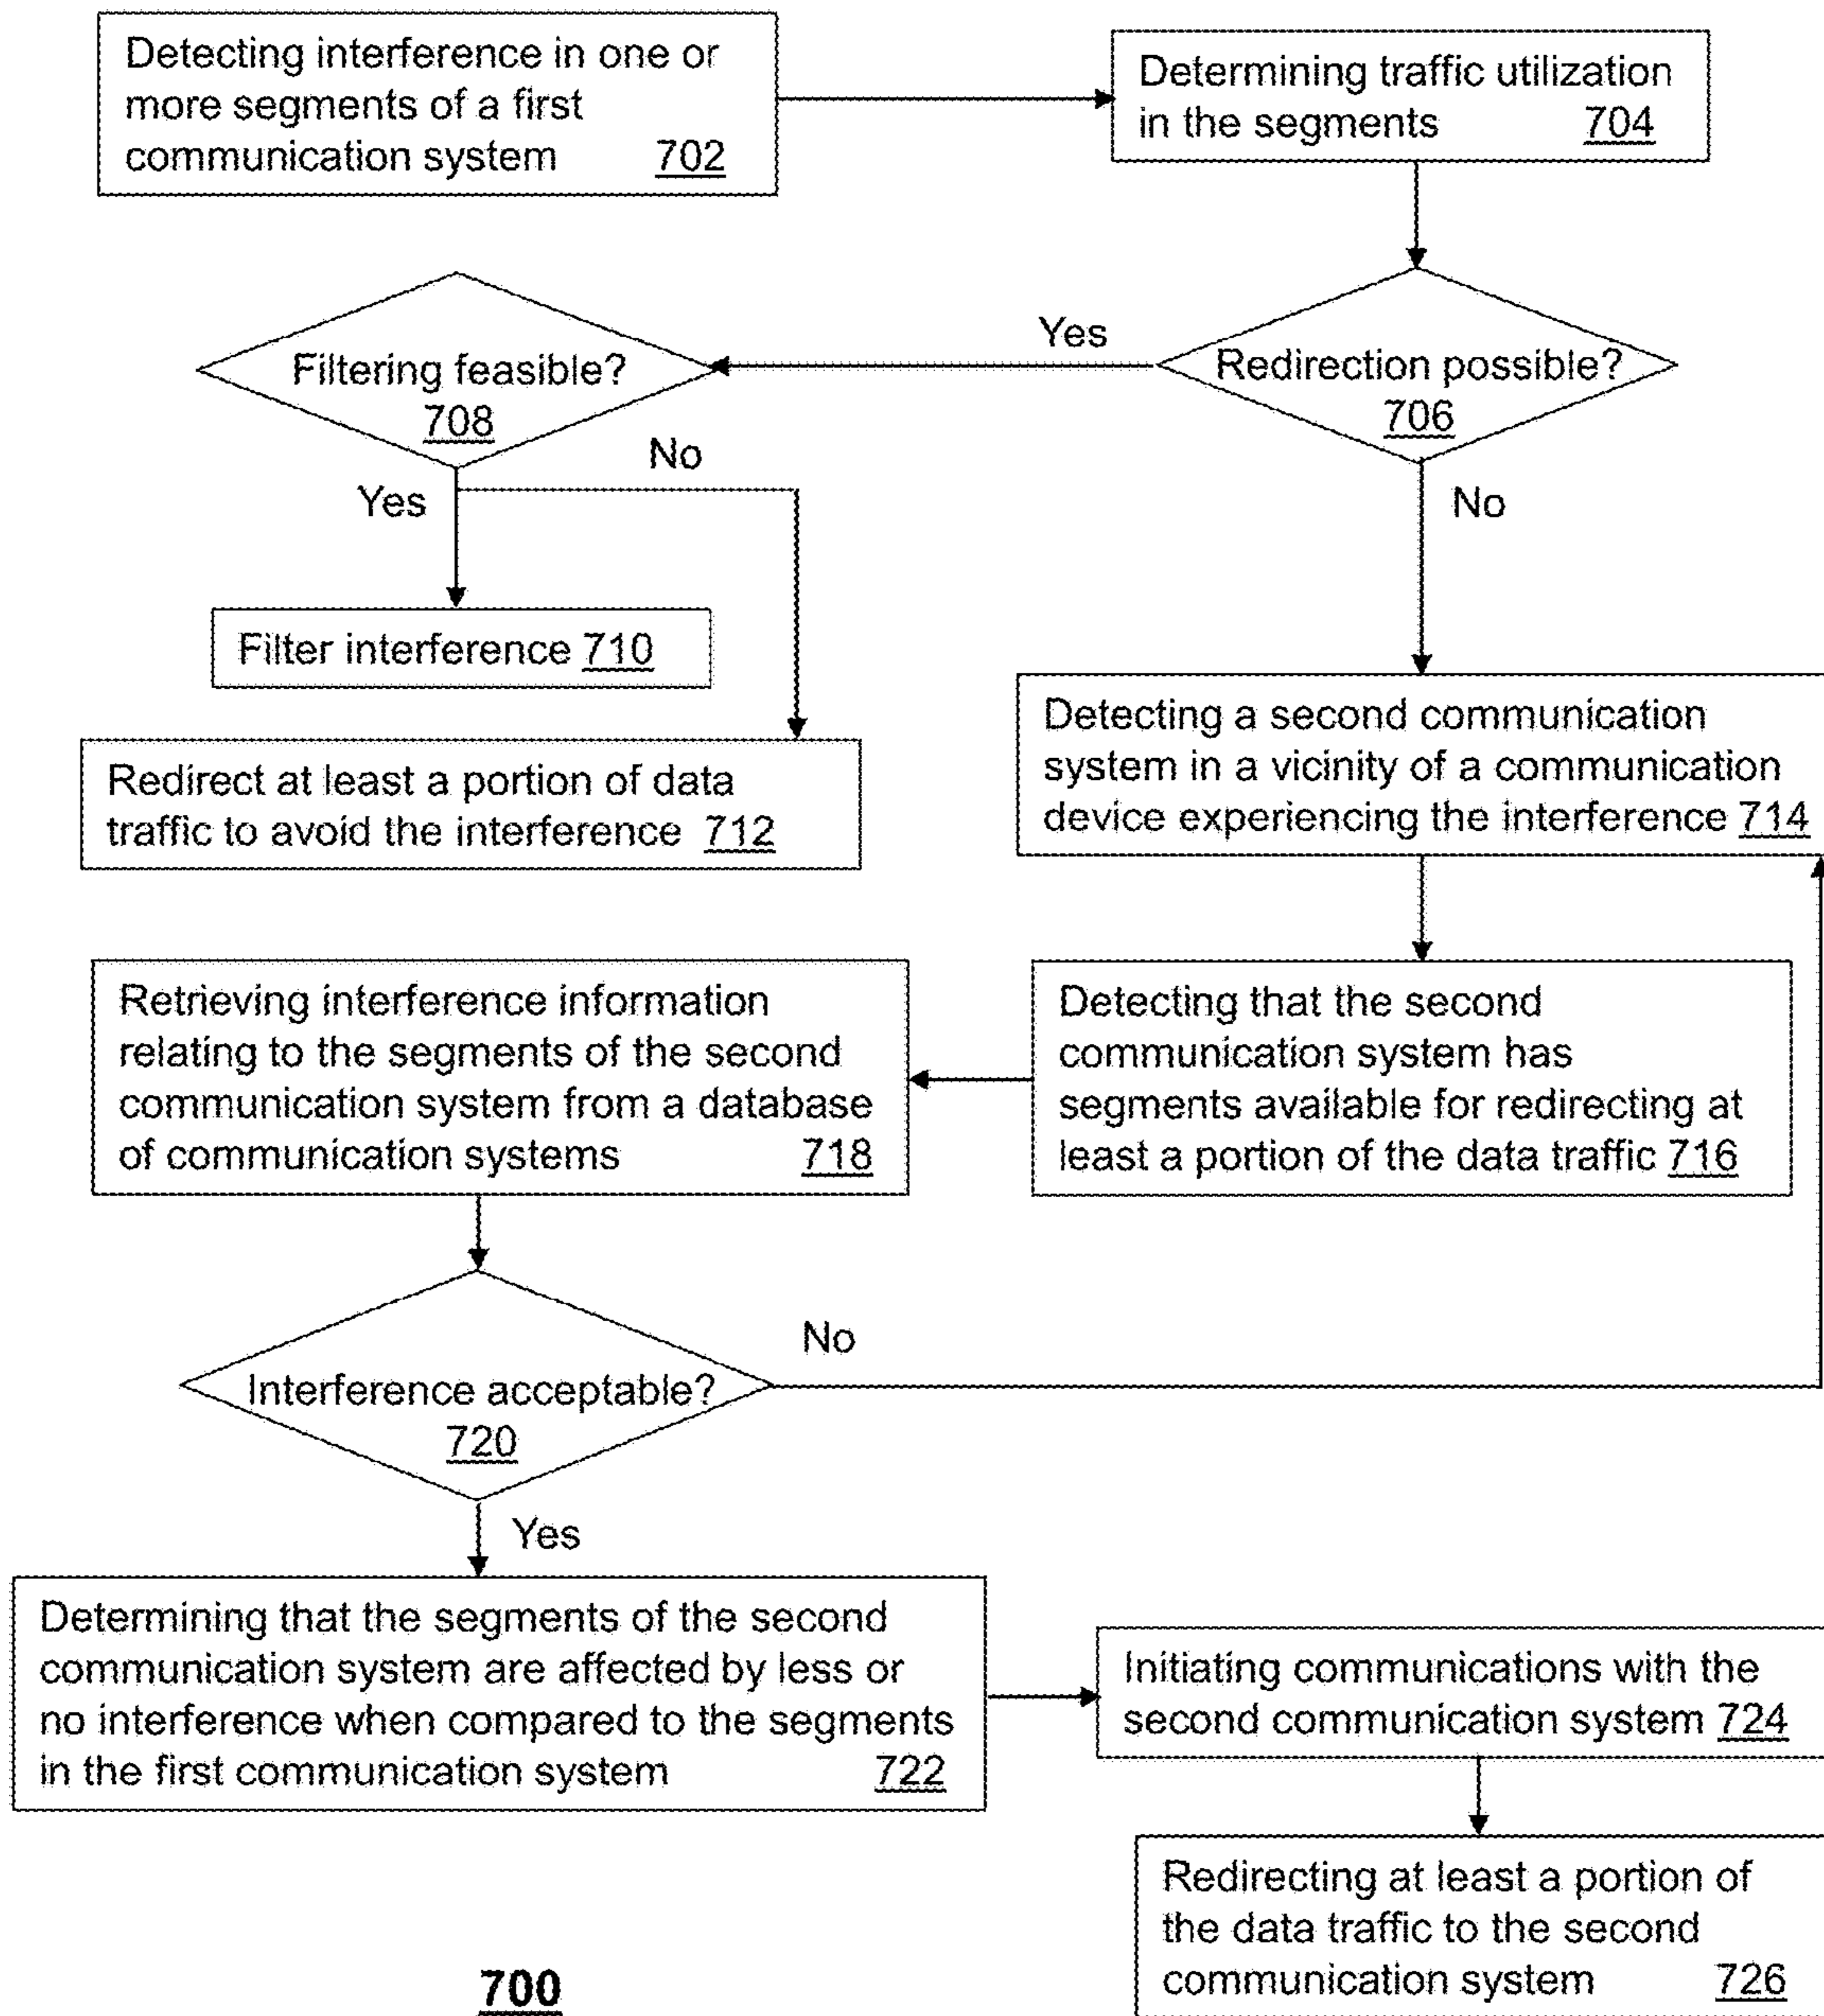 Detecting interference in one or
more segments of a first
communication system 702
Determining traffic utilization
in the segments 704
Redirection possible?
706
Yes
No
Filtering feasible?
708
Yes
No
Filter interference 710
Redirect at least a portion of data
traffic to avoid the interference 712
Detecting a second communication
system in a vicinity of a communication
device experiencing the interference 714
Detecting that the second
communication system has
segments available for redirecting at
least a portion of the data traffic 716
Retrieving interference information
relating to the segments of the second
communication system from a database
of communication systems 718
Interference acceptable?
720
No
Yes
Determining that the segments of the second
communication system are affected by less or
no interference when compared to the segments
in the first communication system 722
Initiating communications with the
second communication system 724
Redirecting at least a portion of
the data traffic to the second
communication system 726
700